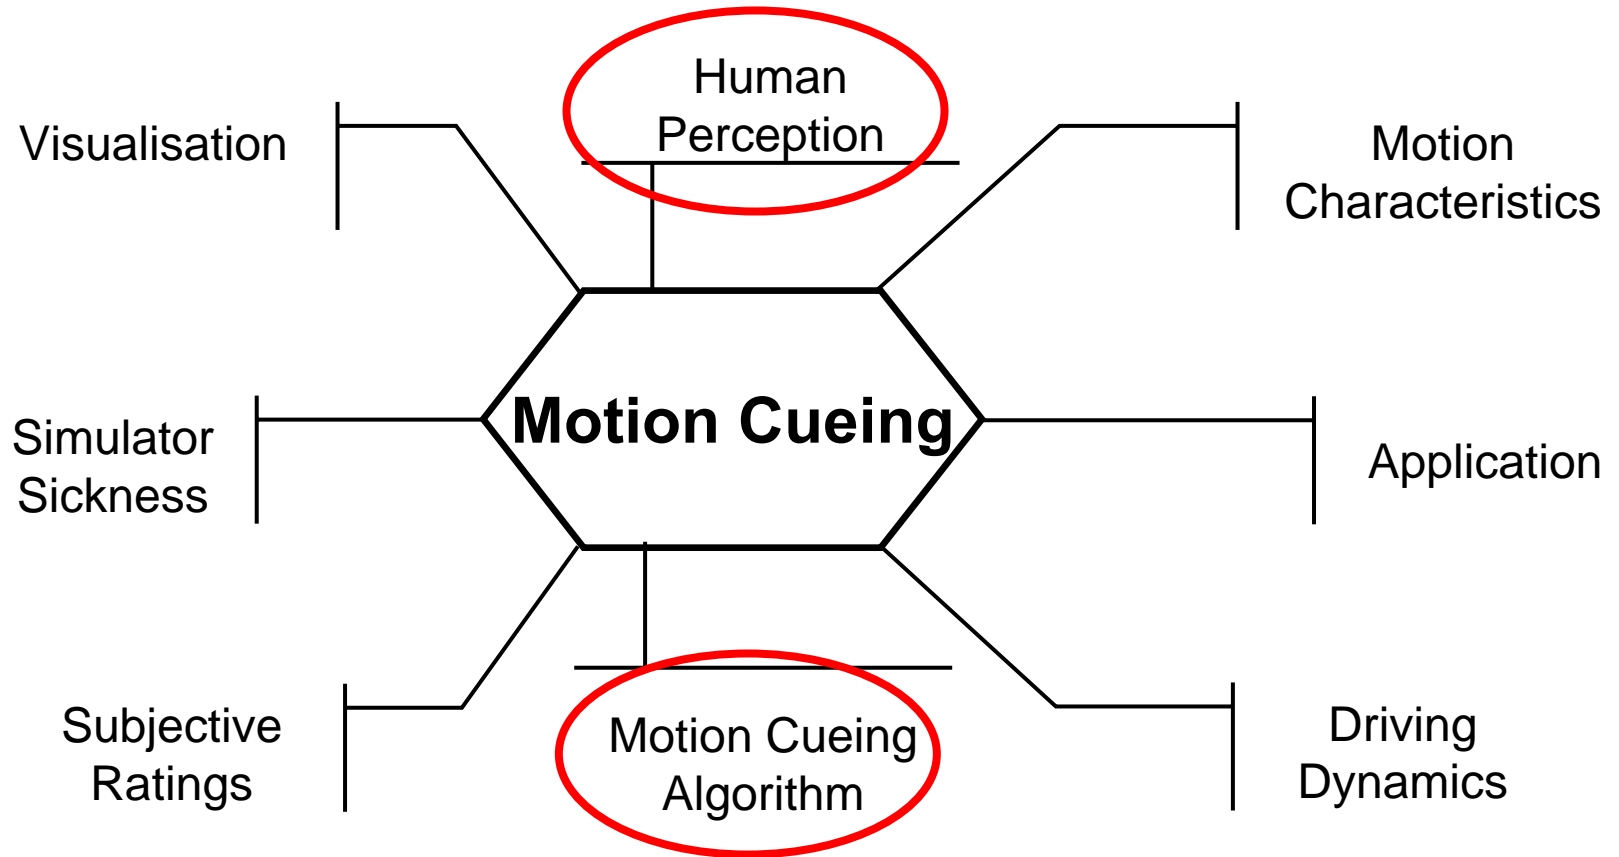 Human
Perception
Visualisation
Motion
Characteristics
Motion Cueing
Simulator
Sickness
Application
Subjective
Ratings
Motion Cueing
Algorithm
Driving
Dynamics